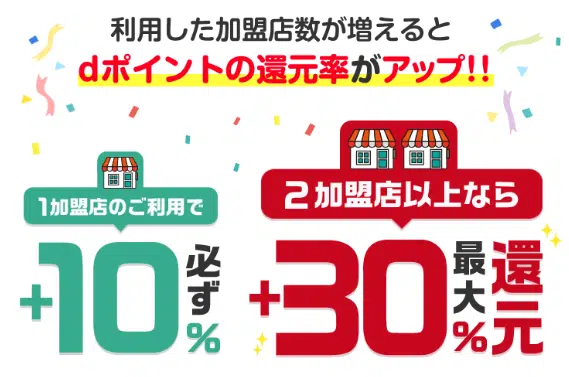 利用した加盟店数が増えると
dポイントの還元率がアップ!!
1加盟店のご利用で
必ず
+10%
2加盟店以上なら
最大
+30%
還元